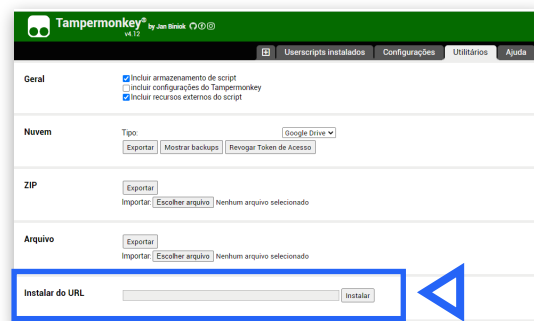 Tampermonkey® by Jan Biniok
v4.12
Userscripts instalados Configurações Utilitários Ajuda
Geral
Incluir armazenamento de script
Incluir configurações do Tampermonkey
Incluir recursos externos do script
Nuvem
Tipo: Google Drive
Exportar Mostrar backups Revogar Token de Acesso
ZIP
Exportar
Importar: Escolher arquivo Nenhum arquivo selecionado
Arquivo
Exportar
Importar: Escolher arquivo Nenhum arquivo selecionado
Instalar do URL Instalar